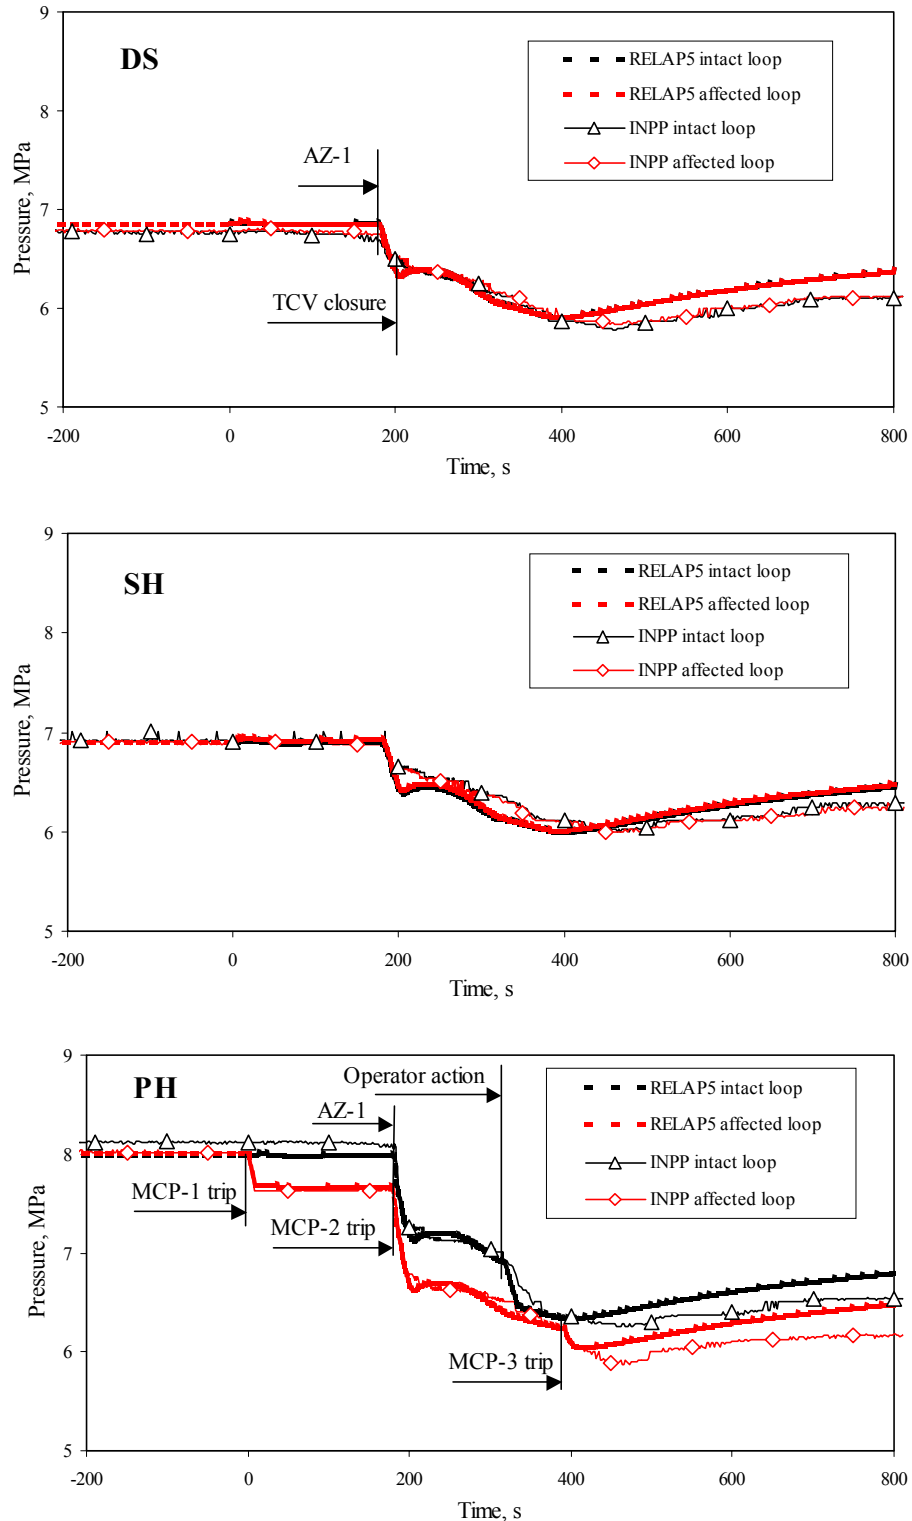 9
DS
RELAP5 intact loop
RELAP5 affected loop
INPP intact loop
INPP affected loop
8
AZ-1
7
Pressure, MPa
TCV closure
6
5
-200 0 200 400 600 800
Time, s
9
SH
RELAP5 intact loop
RELAP5 affected loop
INPP intact loop
INPP affected loop
8
7
Pressure, MPa
6
5
-200 0 200 400 600 800
Time, s
9
PH
Operator action
RELAP5 intact loop
RELAP5 affected loop
INPP intact loop
INPP affected loop
AZ-1
8
MCP-1 trip
MCP-2 trip
7
Pressure, MPa
MCP-3 trip
6
5
-200 0 200 400 600 800
Time, s